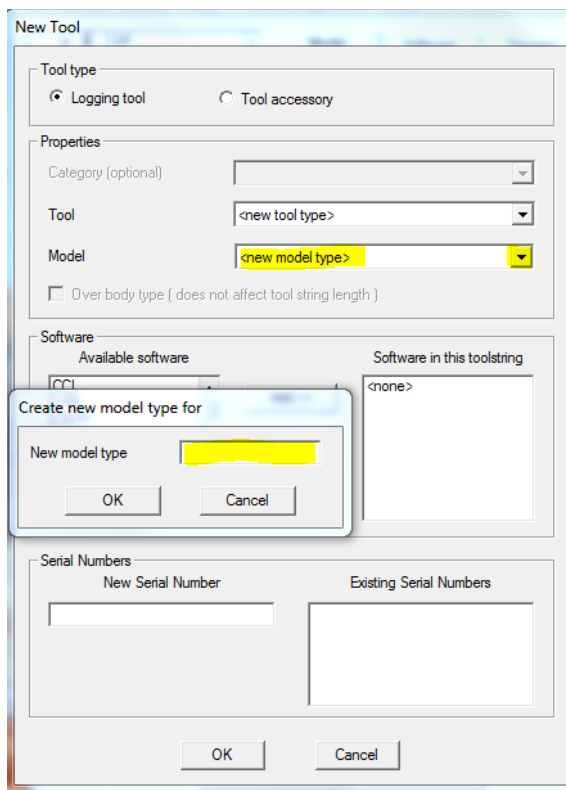 New Tool
Tool type
Logging tool
Tool accessory
Properties
Category (optional)
Tool
<new tool type>
Model
<new model type>
Over body type ( does not affect tool string length )
Software
Available software
Software in this toolstring
CCL
<none>
Create new model type for
New model type
OK
Cancel
Serial Numbers
New Serial Number
Existing Serial Numbers
OK
Cancel